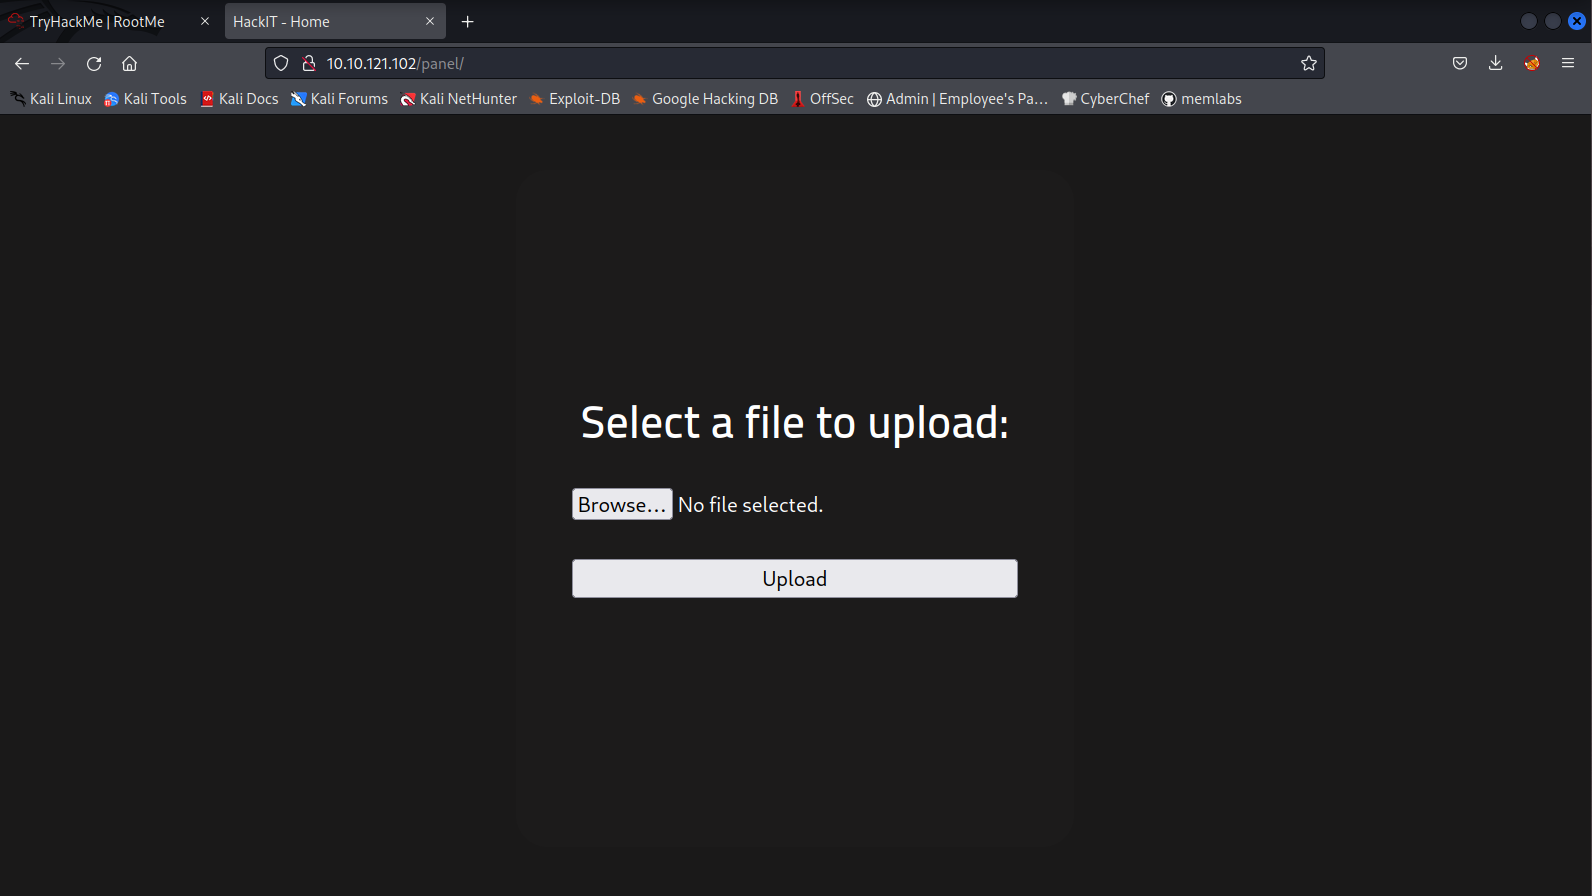 TryHackMe | RootMe
HackIT - Home
10.10.121.102/panel/
Kali Linux Kali Tools Kali Docs Kali Forums Kali NetHunter Exploit-DB Google Hacking DB OffSec Admin | Employee's Pa… CyberChef memlabs
Select a file to upload:
Browse… No file selected.
Upload